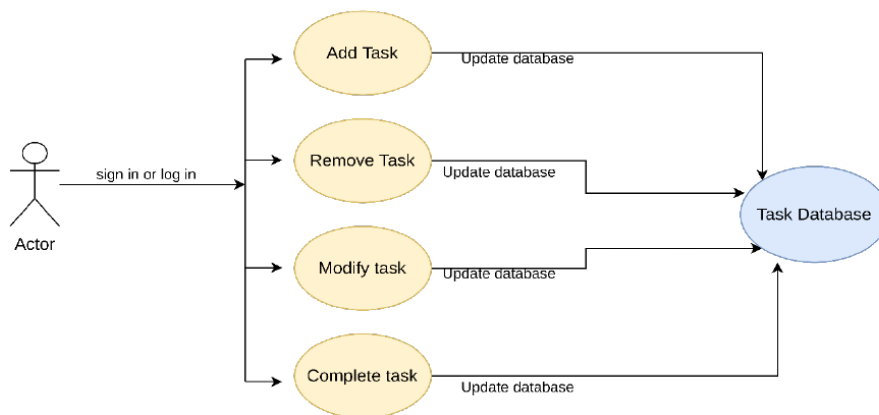 Add Task
Update database
Remove Task
sign in or log in
Update database
Task Database
Actor
Modify task
Update database
Complete task
Update database